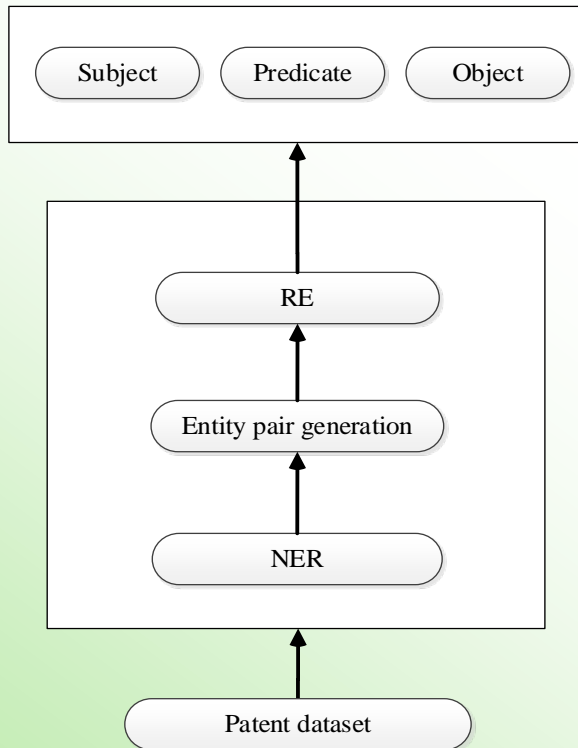 Subject Predicate Object
RE
Entity pair generation
NER
Patent dataset